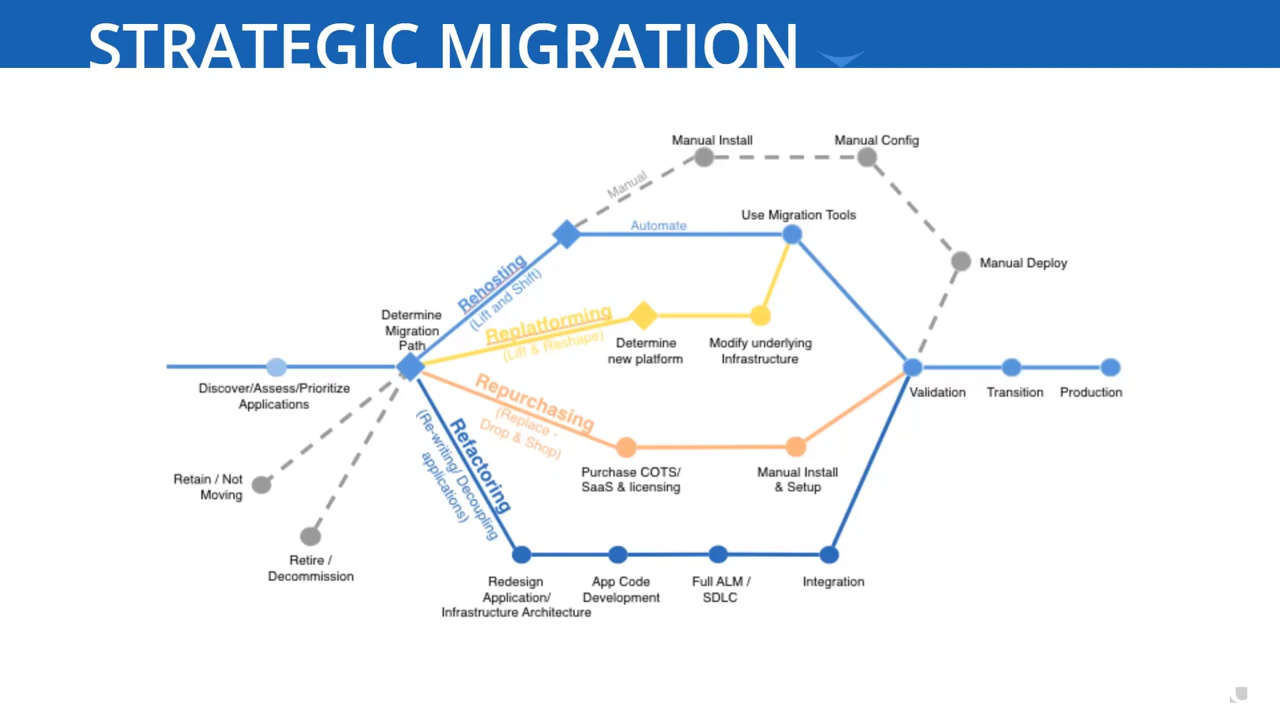 STRATEGIC MIGRATION
Manual Install
Manual Config
Manual
Use Migration Tools
Automate
Manual Deploy
Rehosting
(Lift and Shift)
Determine
Migration
Path
Replatforming
(Lift & Reshape)
Determine
new platform
Modify underlying
Infrastructure
Discover/Assess/Prioritize
Applications
Repurchasing
(Replace -
Drop & Shop)
Validation
Transition
Production
Refactoring
(Re-writing/ Decoupling
applications)
Purchase COTS/
SaaS & licensing
Manual Install
& Setup
Retain / Not
Moving
Retire /
Decommission
Redesign
Application/
Infrastructure Architecture
App Code
Development
Full ALM /
SDLC
Integration